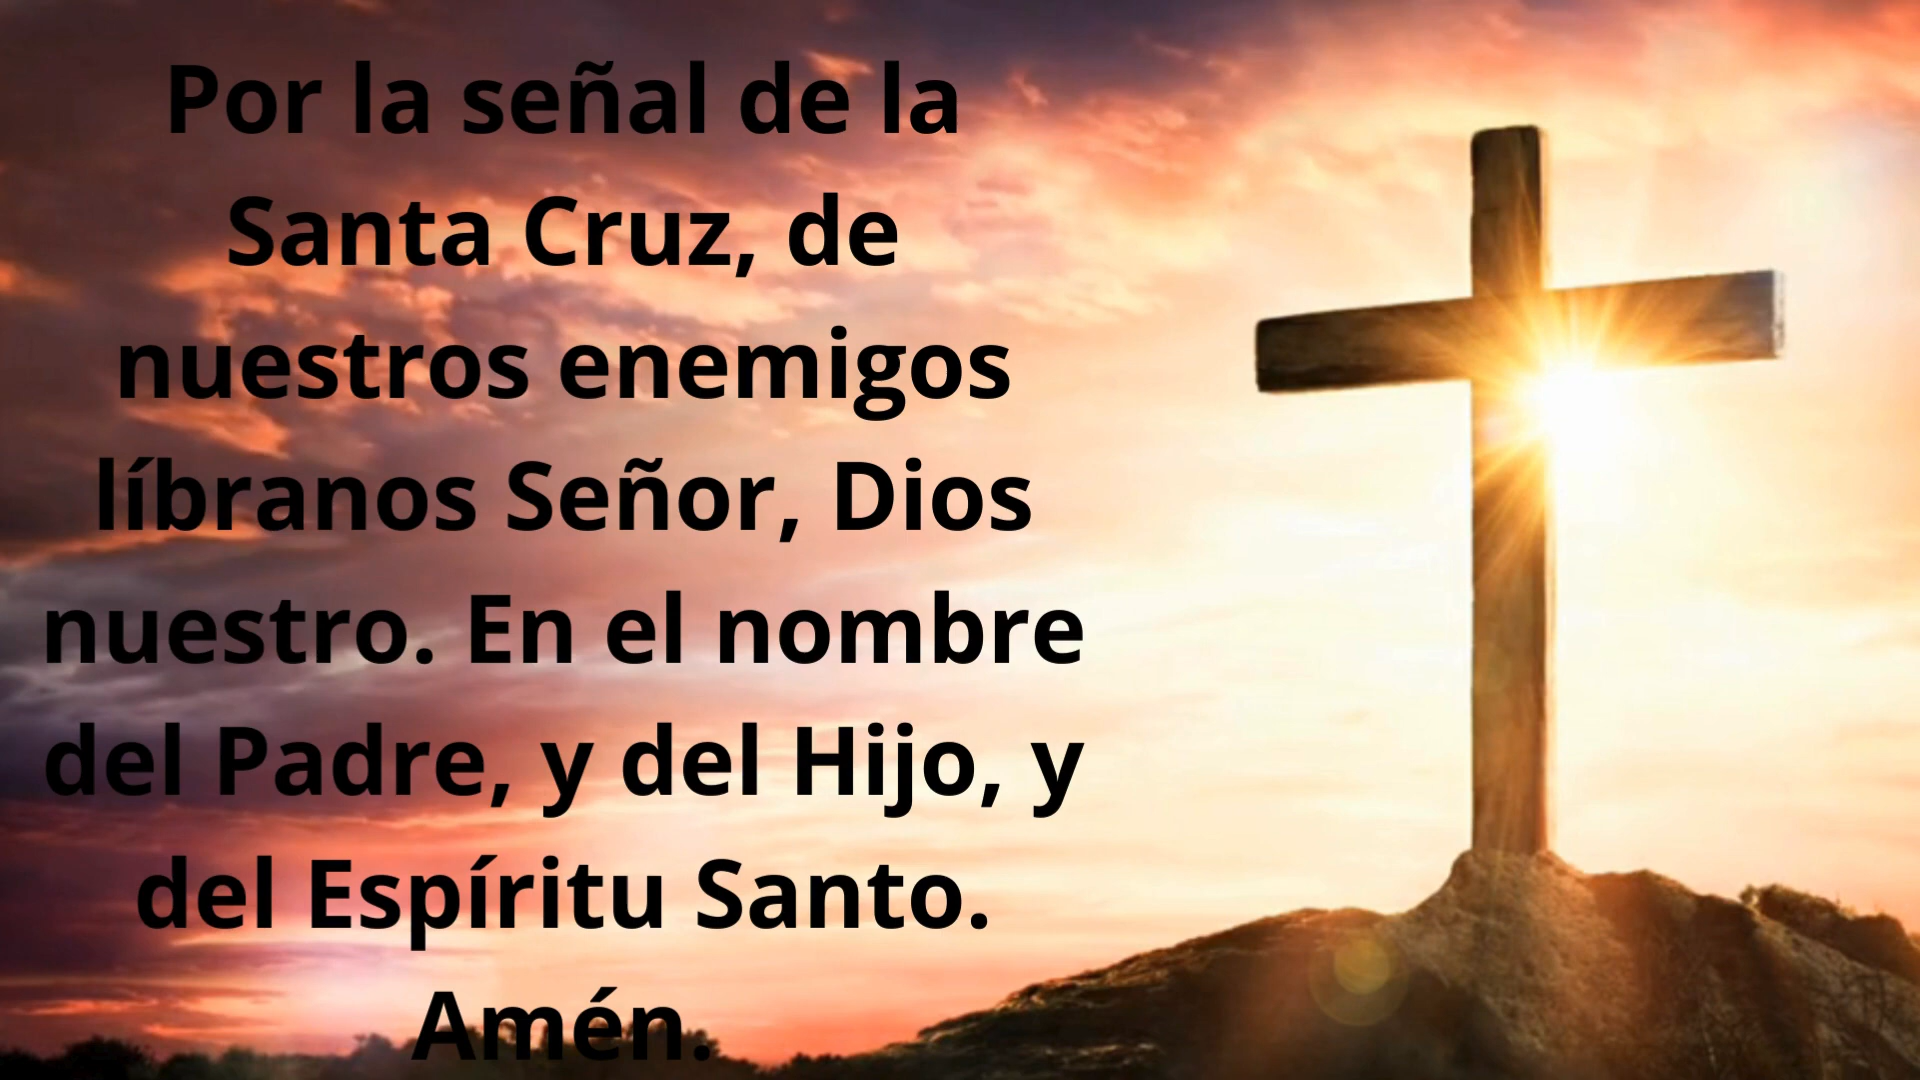 Por la señal de la
Santa Cruz, de
nuestros enemigos
líbranos Señor, Dios
nuestro. En el nombre
del Padre, y del Hijo, y
del Espíritu Santo.
Amén.